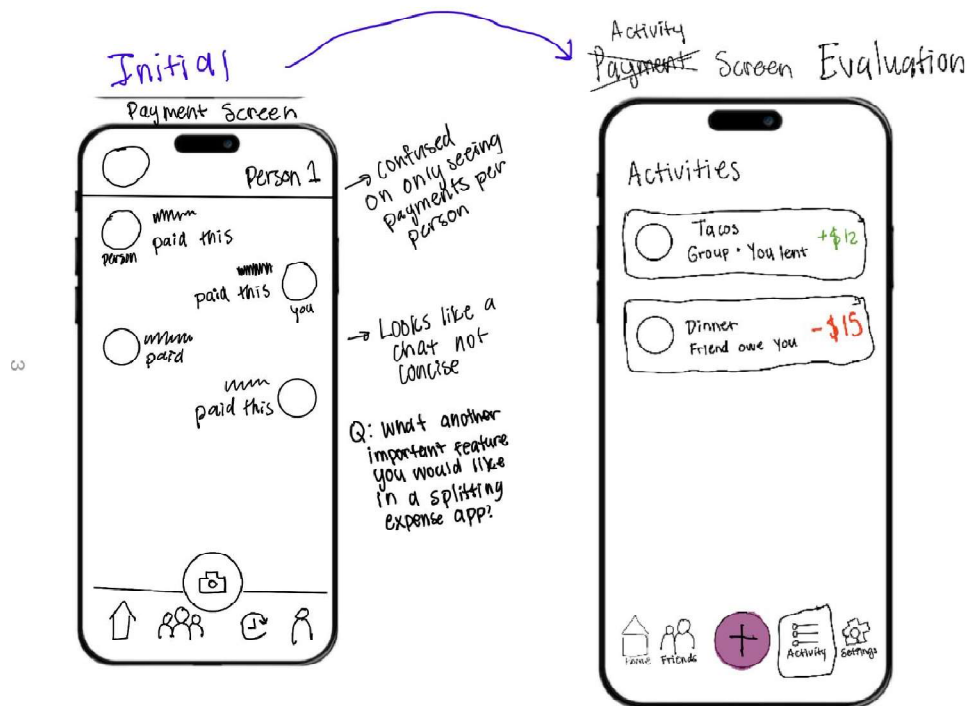 Initial
Payment Screen
Person 1
paid this
person
paid this
you
paid
paid this
→ confused
on only seeing
payments per
person
→ Looks like a
chat not
concise
Q: What another
important feature
you would like
in a splitting
expense app?
3
Activity
Payment Screen Evaluation
Activities
Tacos
Group · You lent
+$12
Dinner
Friend owe you
-$15
Home
Friends
+
Activity
Settings